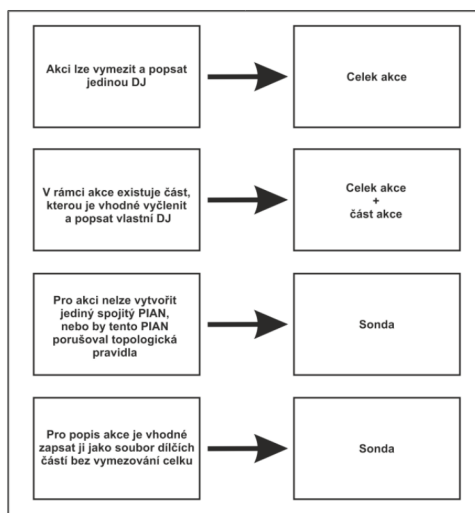 Akci lze vymezit a popsat
jedinou DJ
Celek akce
V rámci akce existuje část,
kterou je vhodné vyčlenit
a popsat vlastní DJ
Celek akce
+
část akce
Pro akci nelze vytvořit
jediný spojitý PIAN,
nebo by tento PIAN
porušoval topologická
pravidla
Sonda
Pro popis akce je vhodné
zapsat ji jako soubor dílčích
částí bez vymezování celku
Sonda